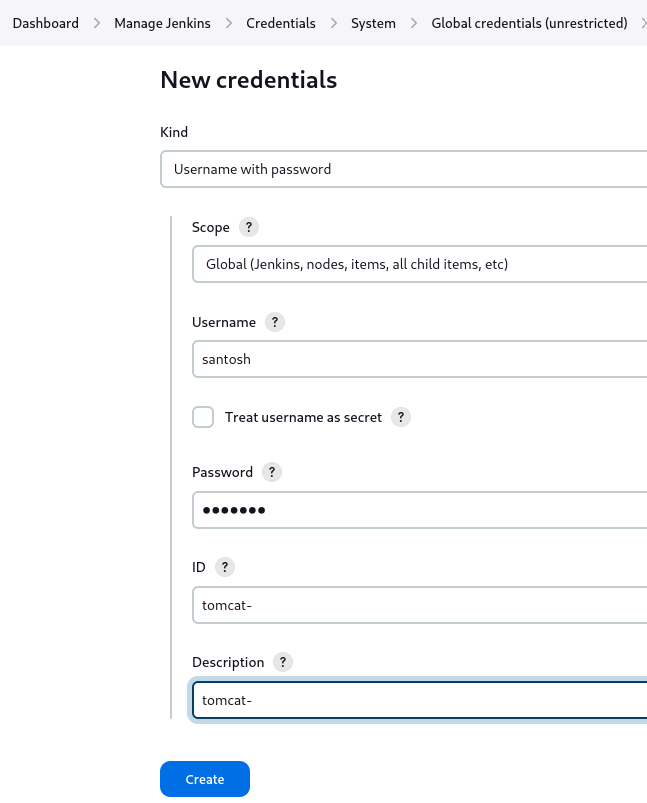 Dashboard > Manage Jenkins > Credentials > System > Global credentials (unrestricted) >
New credentials
Kind
Username with password
Scope ?
Global (Jenkins, nodes, items, all child items, etc)
Username ?
santosh
Treat username as secret ?
Password ?
•••••••
ID ?
tomcat-
Description ?
tomcat-
Create